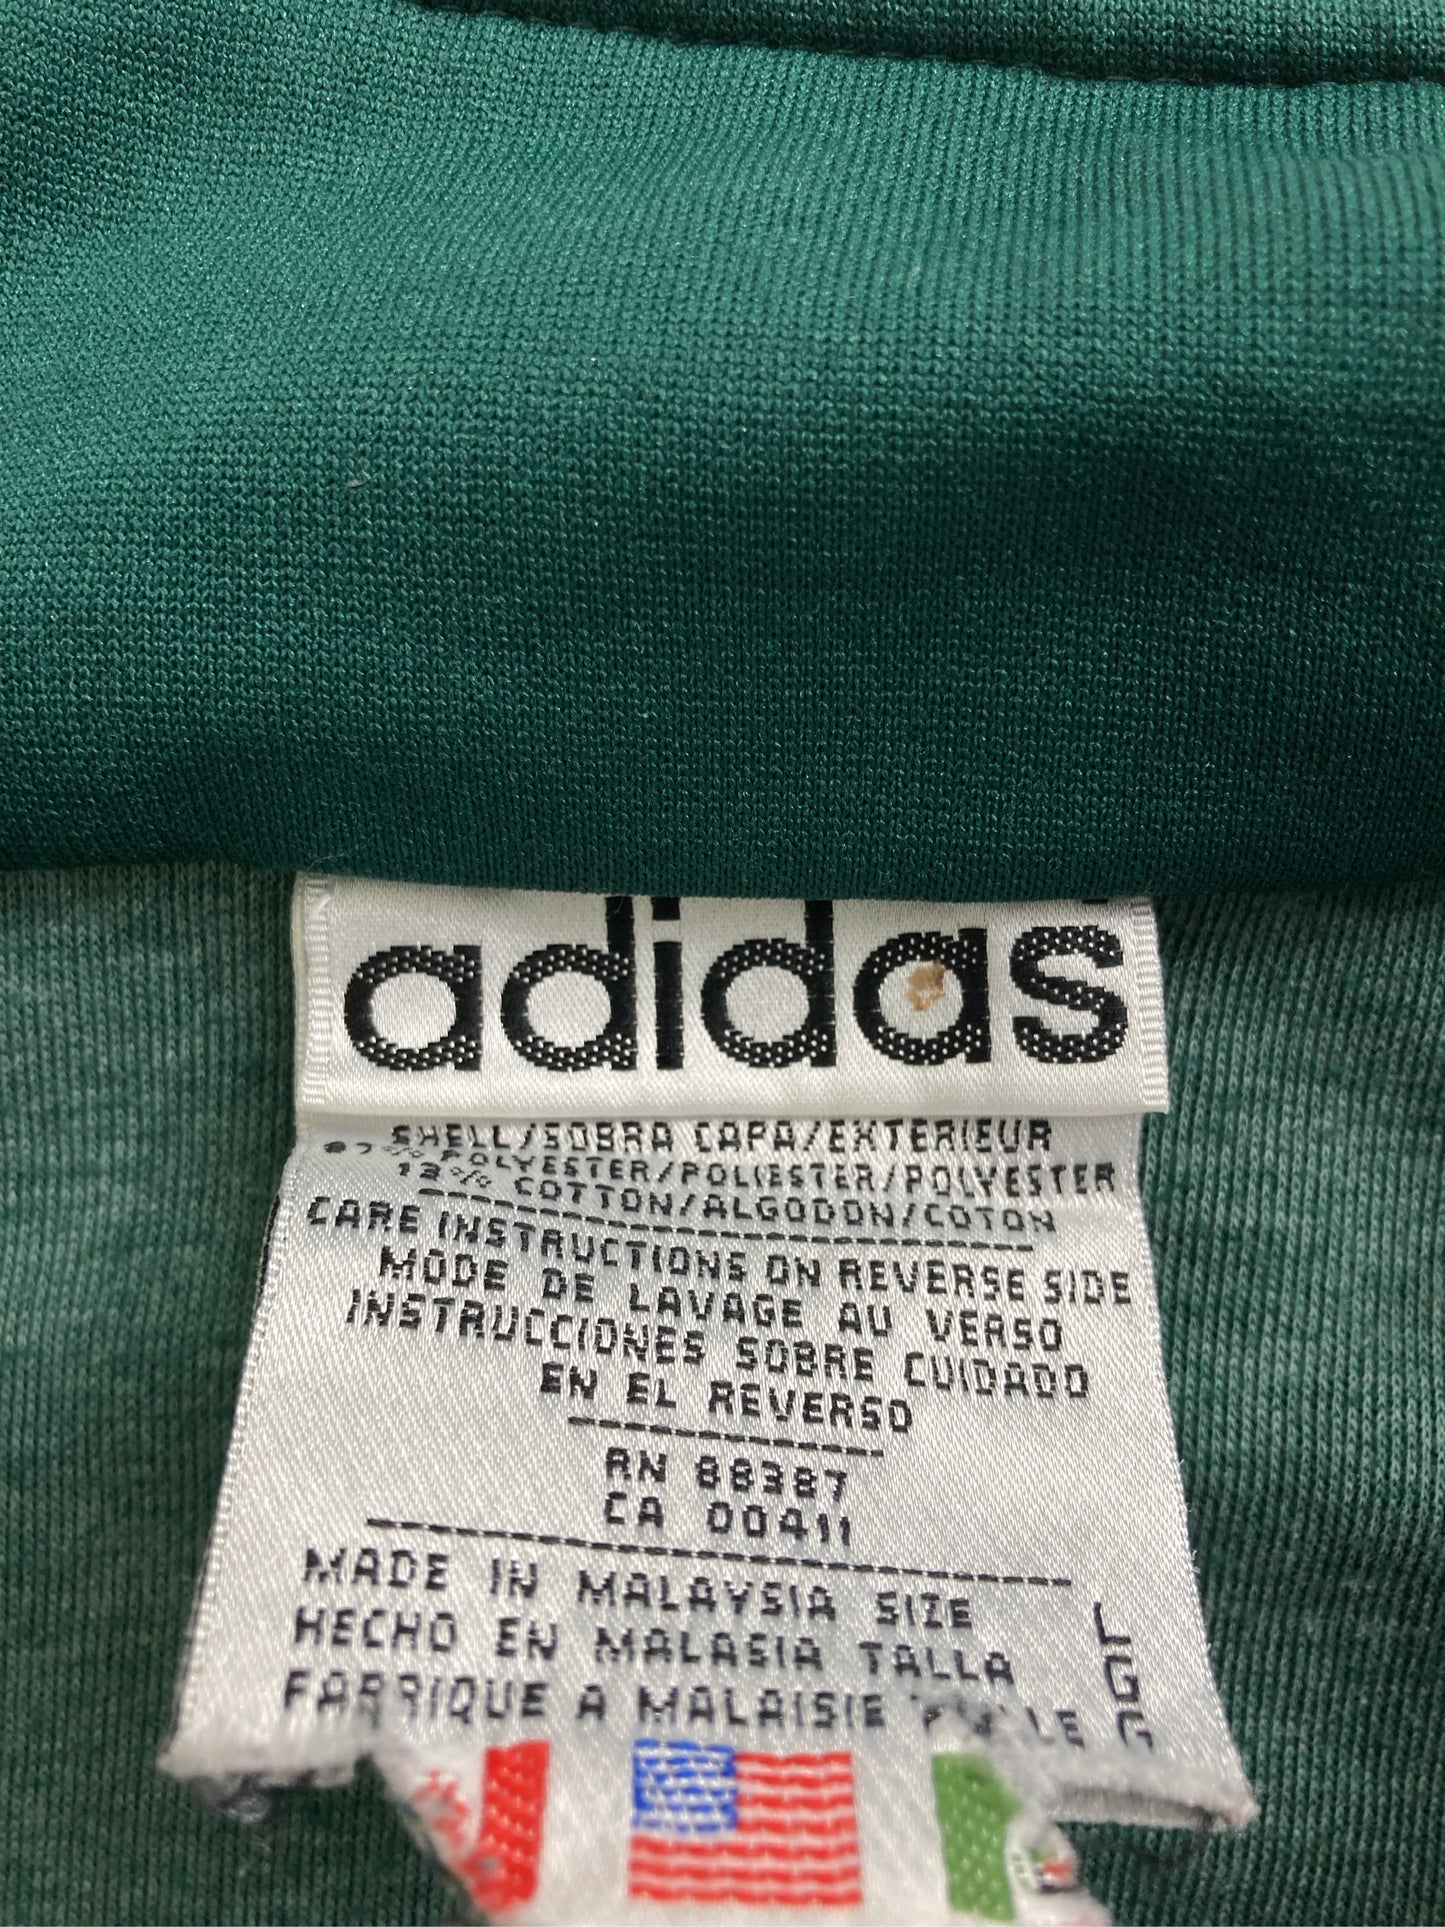 adidas
SHELL/SOBRA CAPA/EXTERIEUR
87% POLYESTER/POLIESTER/POLYESTER
13% COTTON/ALGODON/COTON
CARE INSTRUCTIONS ON REVERSE SIDE
MODE DE LAVAGE AU VERSO
INSTRUCCIONES SOBRE CUIDADO
EN EL REVERSO
RN 88387
CA 00411
MADE IN MALAYSIA SIZE L
HECHO EN MALASIA TALLA G
FABRIQUE A MALAISIE G